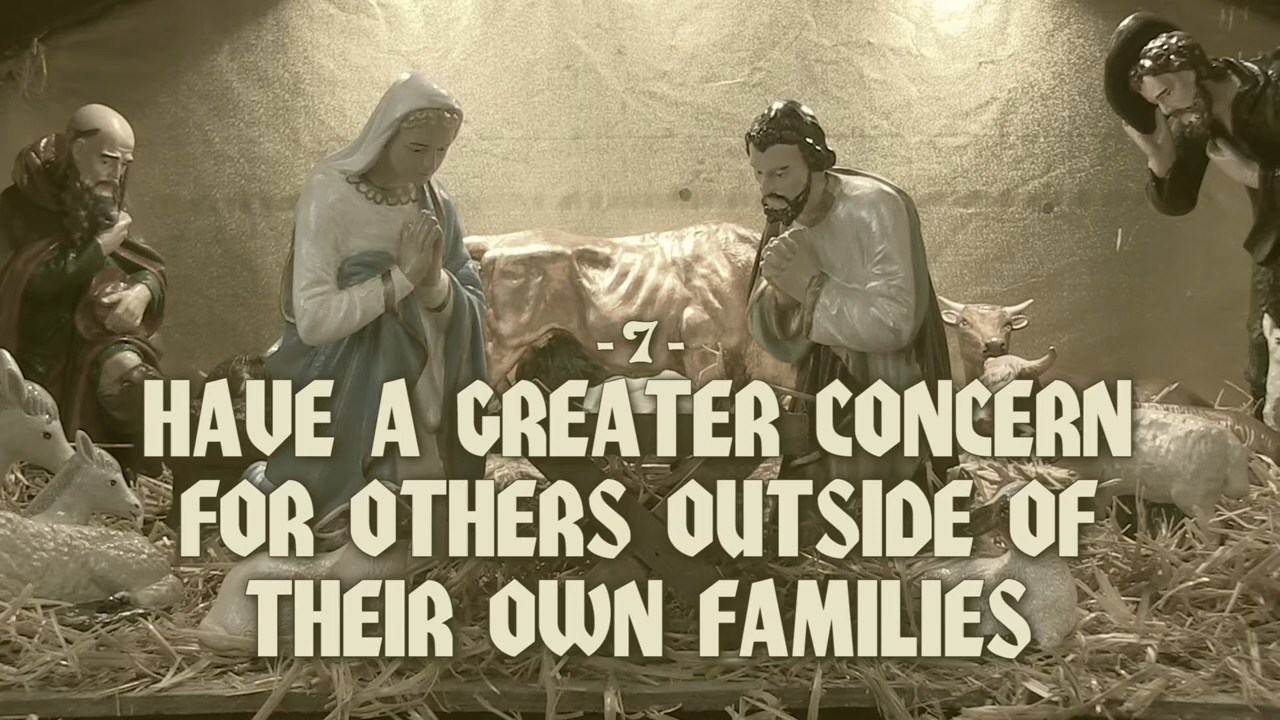 -7-
HAVE A GREATER CONCERN
FOR OTHERS OUTSIDE OF
THEIR OWN FAMILIES